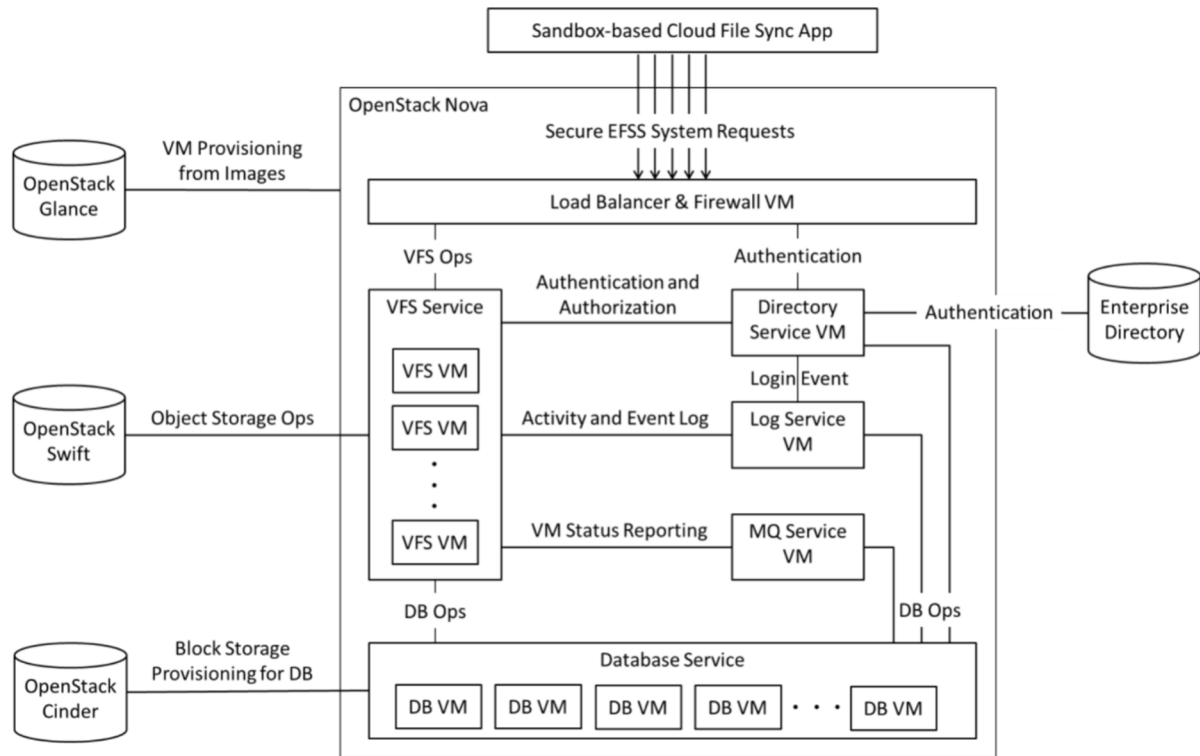 Sandbox-based Cloud File Sync App
OpenStack Nova
Secure EFSS System Requests
VM Provisioning
from Images
OpenStack
Glance
Load Balancer & Firewall VM
VFS Ops
Authentication
VFS Service
Authentication and
Authorization
Directory
Service VM
Authentication
Enterprise
Directory
VFS VM
Login Event
Object Storage Ops
OpenStack
Swift
VFS VM
Activity and Event Log
Log Service
VM
VFS VM
VM Status Reporting
MQ Service
VM
DB Ops
DB Ops
Block Storage
Provisioning for DB
OpenStack
Cinder
Database Service
DB VM
DB VM
DB VM
DB VM
DB VM